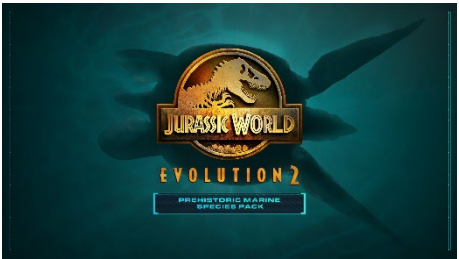 JURASSIC WORLD
EVOLUTION 2
PREHISTORIC MARINE
SPECIES PACK